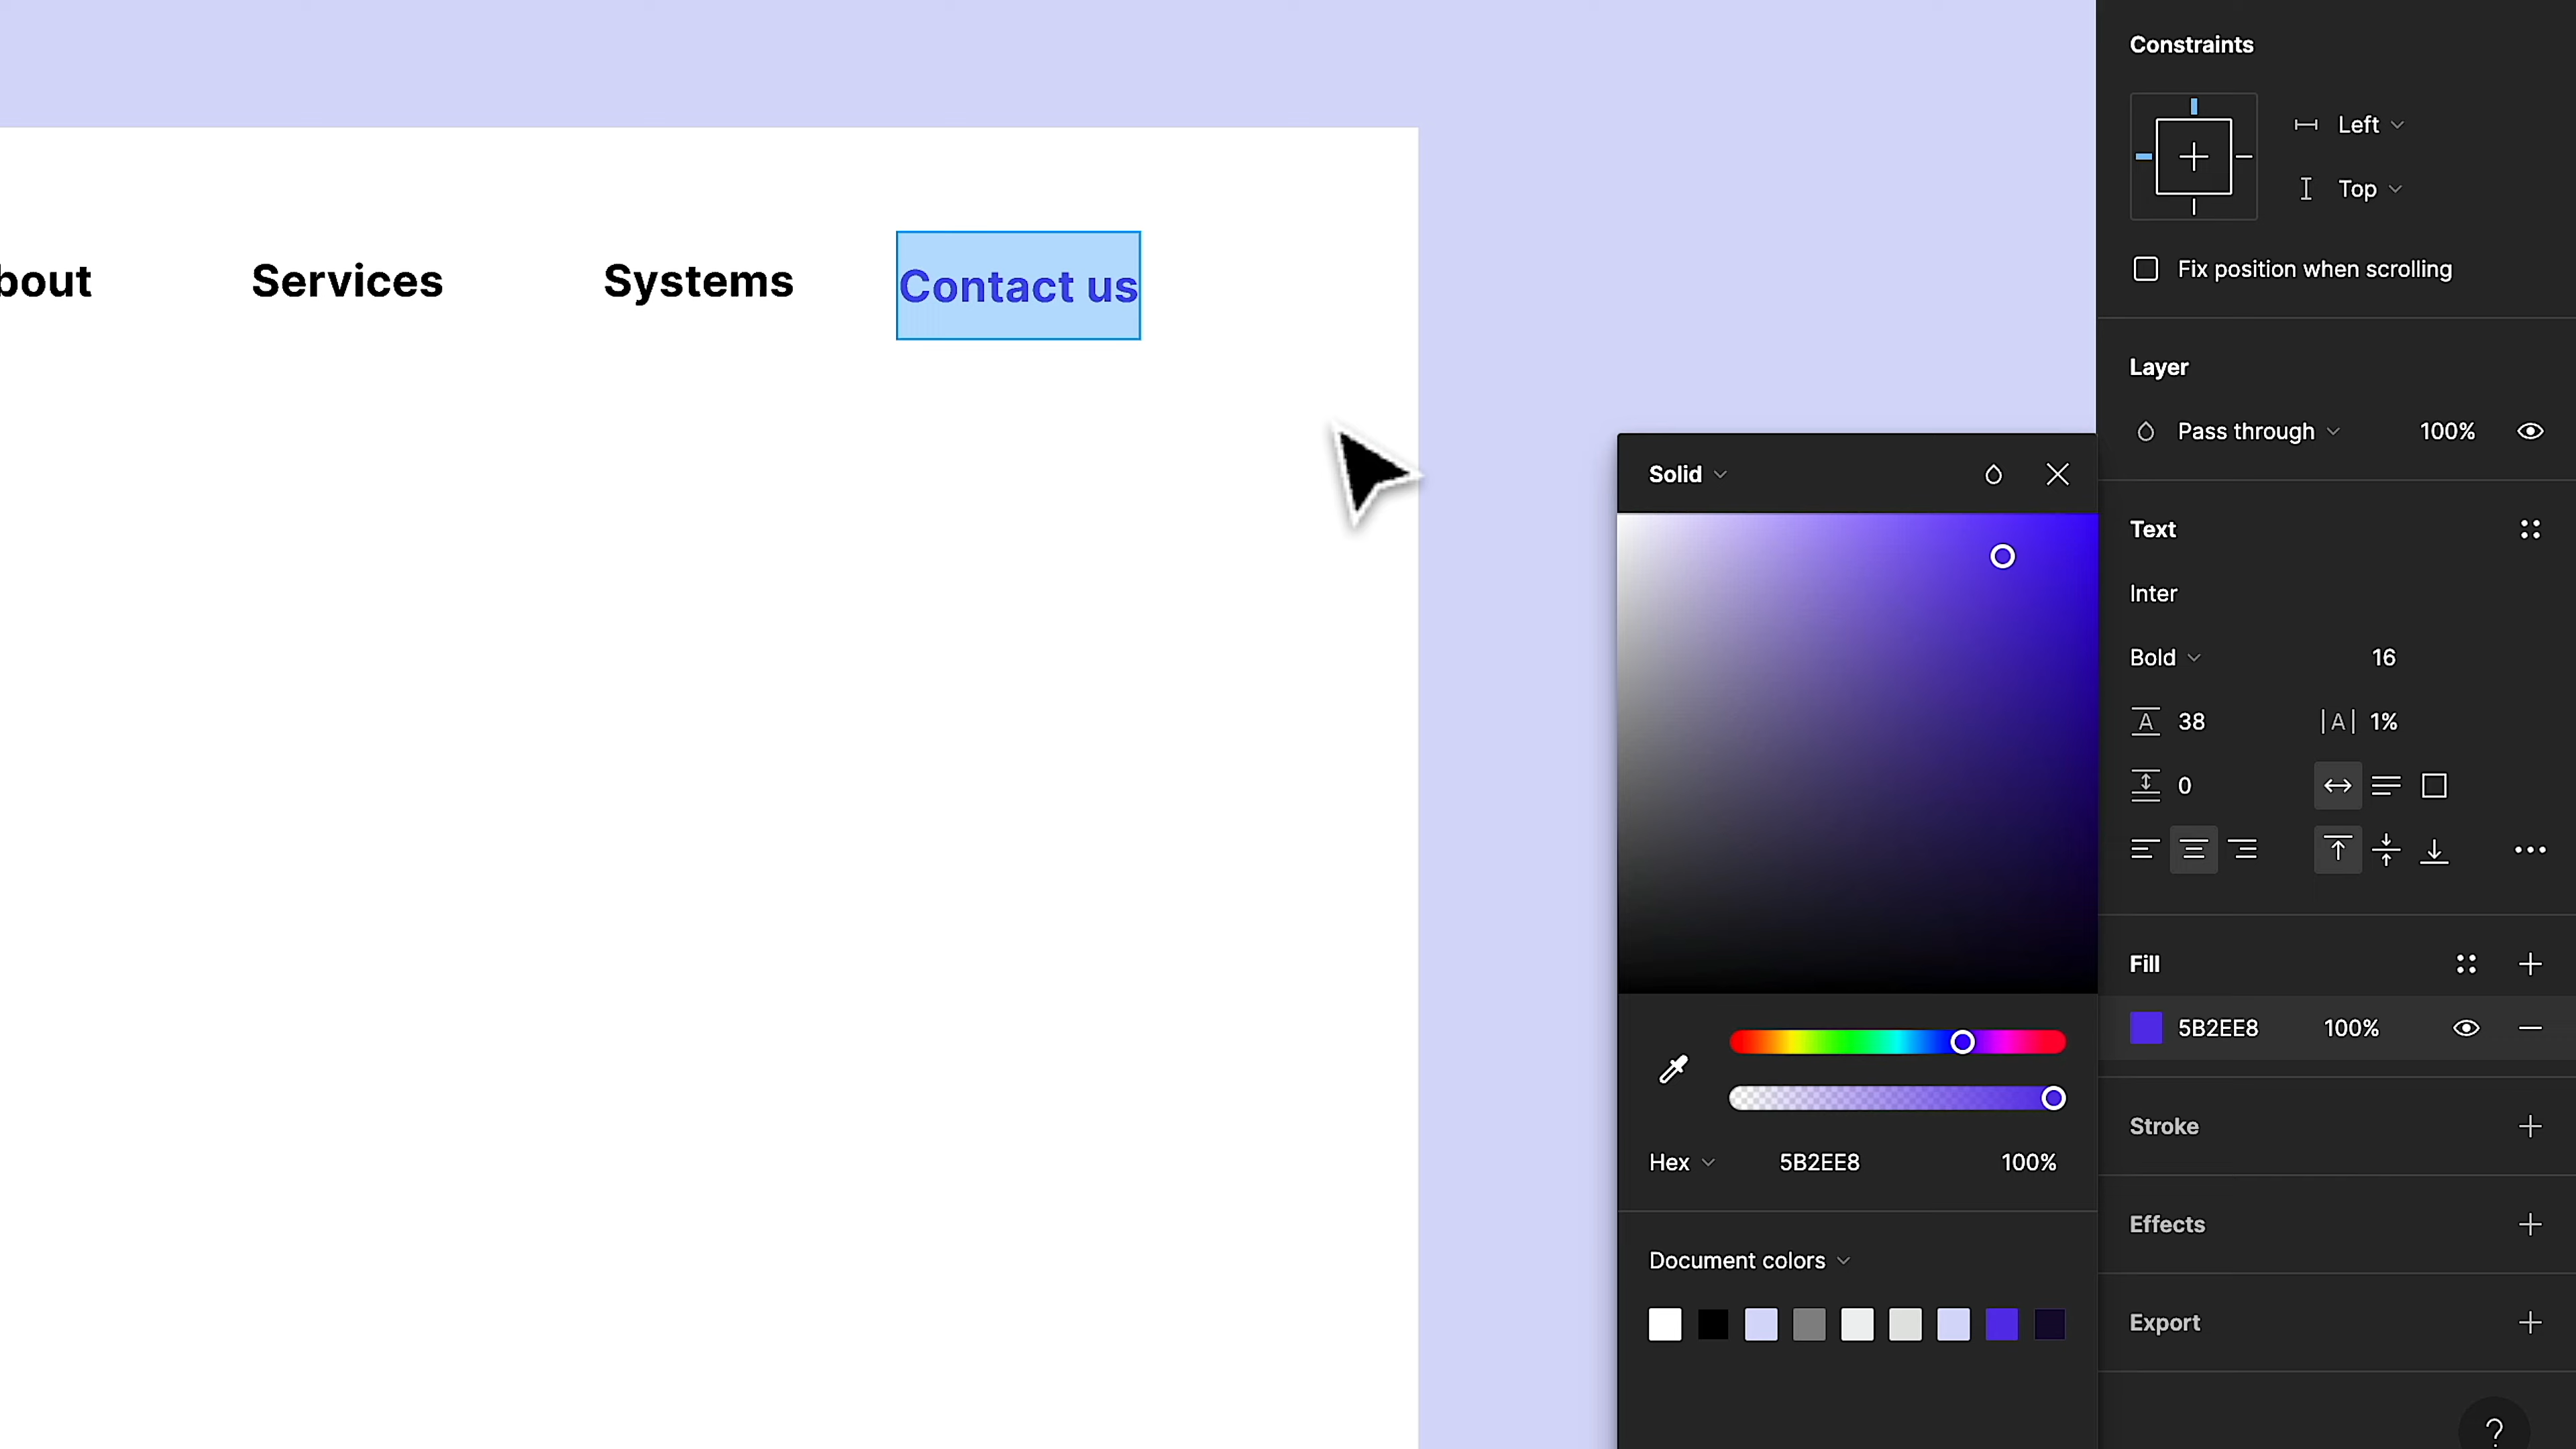 bout
Services
Systems
Contact us
Constraints
Left
Top
Fix position when scrolling
Layer
Pass through
100%
Text
Inter
Bold
16
A
38
|A|
1%
0
Fill
5B2EE8
100%
Stroke
Effects
Export
?
Solid
Hex
5B2EE8
100%
Document colors